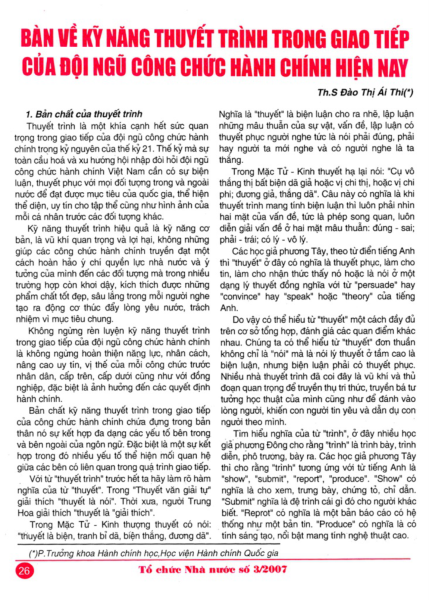 BÀN VỀ KỸ NĂNG THUYẾT TRÌNH TRONG GIAO TIẾP
CỦA ĐỘI NGŨ CÔNG CHỨC HÀNH CHÍNH HIỆN NAY
Th.S Đào Thị Ái Thi(*)
1. Bản chất của thuyết trình
Thuyết trình là một khía cạnh hết sức quan
trọng trong giao tiếp của đội ngũ công chức hành
chính trong kỷ nguyên của thế kỷ 21. Thế kỷ mà sự
toàn cầu hoá và xu hướng hội nhập đòi hỏi đội ngũ
công chức hành chính Việt Nam cần có sự biện
luận, thuyết phục với mọi đối tượng trong và ngoài
nước để đạt được mục tiêu của quốc gia, thể hiện
thể diện, uy tín cho tập thể cũng như hình ảnh của
mỗi cá nhân trước các đối tượng khác.
Kỹ năng thuyết trình hiệu quả là kỹ năng cơ
bản, là vũ khí quan trọng và lợi hại, không những
giúp các công chức hành chính truyền đạt một
cách hoàn hảo ý chí quyền lực nhà nước và ý
tưởng của mình đến các đối tượng mà trong nhiều
trường hợp còn khơi dậy, kích thích được những
phẩm chất tốt đẹp, sâu lắng trong mỗi người nghe
tạo ra động cơ thúc đẩy lòng yêu nước, trách
nhiệm vì mục tiêu chung.
Không ngừng rèn luyện kỹ năng thuyết trình
trong giao tiếp của đội ngũ công chức hành chính
là không ngừng hoàn thiện năng lực, nhân cách,
nâng cao uy tín, vị thế của mỗi công chức trước
nhân dân, cấp trên, cấp dưới cũng như với đồng
nghiệp, đặc biệt là ảnh hưởng đến các quyết định
hành chính.
Bản chất kỹ năng thuyết trình trong giao tiếp
của công chức hành chính chứa đựng trong bản
thân nó sự kết hợp đa dạng các yếu tố bên trong
và bên ngoài của ngôn ngữ. Đặc biệt là một sự kết
hợp trong đó nhiều yếu tố thể hiện mối quan hệ
giữa các bên có liên quan trong quá trình giao tiếp.
Với từ "thuyết trình" trước hết ta hãy làm rõ hàm
nghĩa của từ "thuyết". Trong "Thuyết văn giải tự"
giải thích "thuyết là nói". Thời xưa, người Trung
Hoa giải thích "thuyết là "giải thích".
Trong Mặc Tử - Kinh thượng thuyết có nói:
"thuyết là biện, tranh bỉ dã, biện thắng, đương dã".
Nghĩa là "thuyết" là biện luận cho ra nhẽ, lập luận
những mâu thuẫn của sự vật, vấn đề, lập luận có
thuyết phục người nghe tức là nói phải đúng, phải
hay người ta mới nghe và có người nghe là ta
thắng.
Trong Mặc Tử - Kinh thuyết hạ lại nói: "Cụ vô
thắng thị bất biện dã giả hoặc vị chi thị, hoặc vị chi
phi; đương giả, thắng dã". Câu này có nghĩa là khi
thuyết trình mang tính biện luận thì luôn phải nhìn
hai mặt của vấn đề, tức là phép song quan, luôn
diễn giải vấn đề ở hai mặt mâu thuẫn: đúng - sai;
phải - trái; có lý - vô lý.
Các học giả phương Tây, theo từ điển tiếng Anh
thì "thuyết" ở đây có nghĩa là thuyết phục, làm cho
tin, làm cho nhận thức thấy nó hoặc là nói ở một
dạng lý thuyết đồng nghĩa với từ "persuade" hay
"convince" hay "speak" hoặc "theory" của tiếng
Anh.
Do vậy có thể hiểu từ "thuyết" một cách đầy đủ
trên cơ sở tổng hợp, đánh giá các quan điểm khác
nhau. Chúng ta có thể hiểu "thuyết" đơn thuần
không chỉ là "nói" mà là nói lý thuyết ở tầm cao là
biện luận, nhưng biện luận phải có thuyết phục.
Nhiều nhà thuyết trình đã coi đây là vũ khí và thủ
đoạn quan trọng để truyền thụ tri thức, truyền bá tư
tưởng học thuật của mình cũng như để đánh vào
lòng người, khiến con người tin yêu và dẫn dụ con
người theo mình.
Tìm hiểu nghĩa của từ "trình", ở đây nhiều học
giả phương Đông cho rằng "trình" là trình bày, trình
diễn, phô trương, bày ra. Các học giả phương Tây
thì cho rằng "trình" tương ứng với từ tiếng Anh là
"show", "submit", "report", "produce". "Show" có
nghĩa là cho xem, trưng bày, chứng tỏ, chỉ dẫn.
"Submit" nghĩa là đệ trình cái gì đó cho người khác
biết. "Reprot" có nghĩa là một bản báo cáo có hệ
thống như một bản tin. "Produce" có nghĩa là có
tính sáng tạo, nổi bật mang tính nghệ thuật cao.
(*)P.Trưởng khoa Hành chính học,Học viện Hành chính Quốc gia
26
Tổ chức Nhà nước số 3/2007